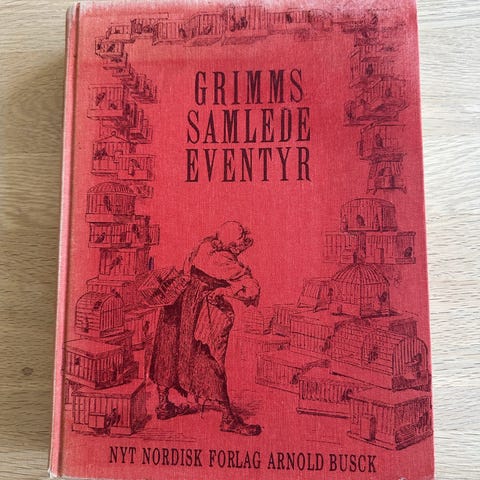 GRIMMS
SAMLEDE
EVENTYR
NYT NORDISK FORLAG ARNOLD BUSCK